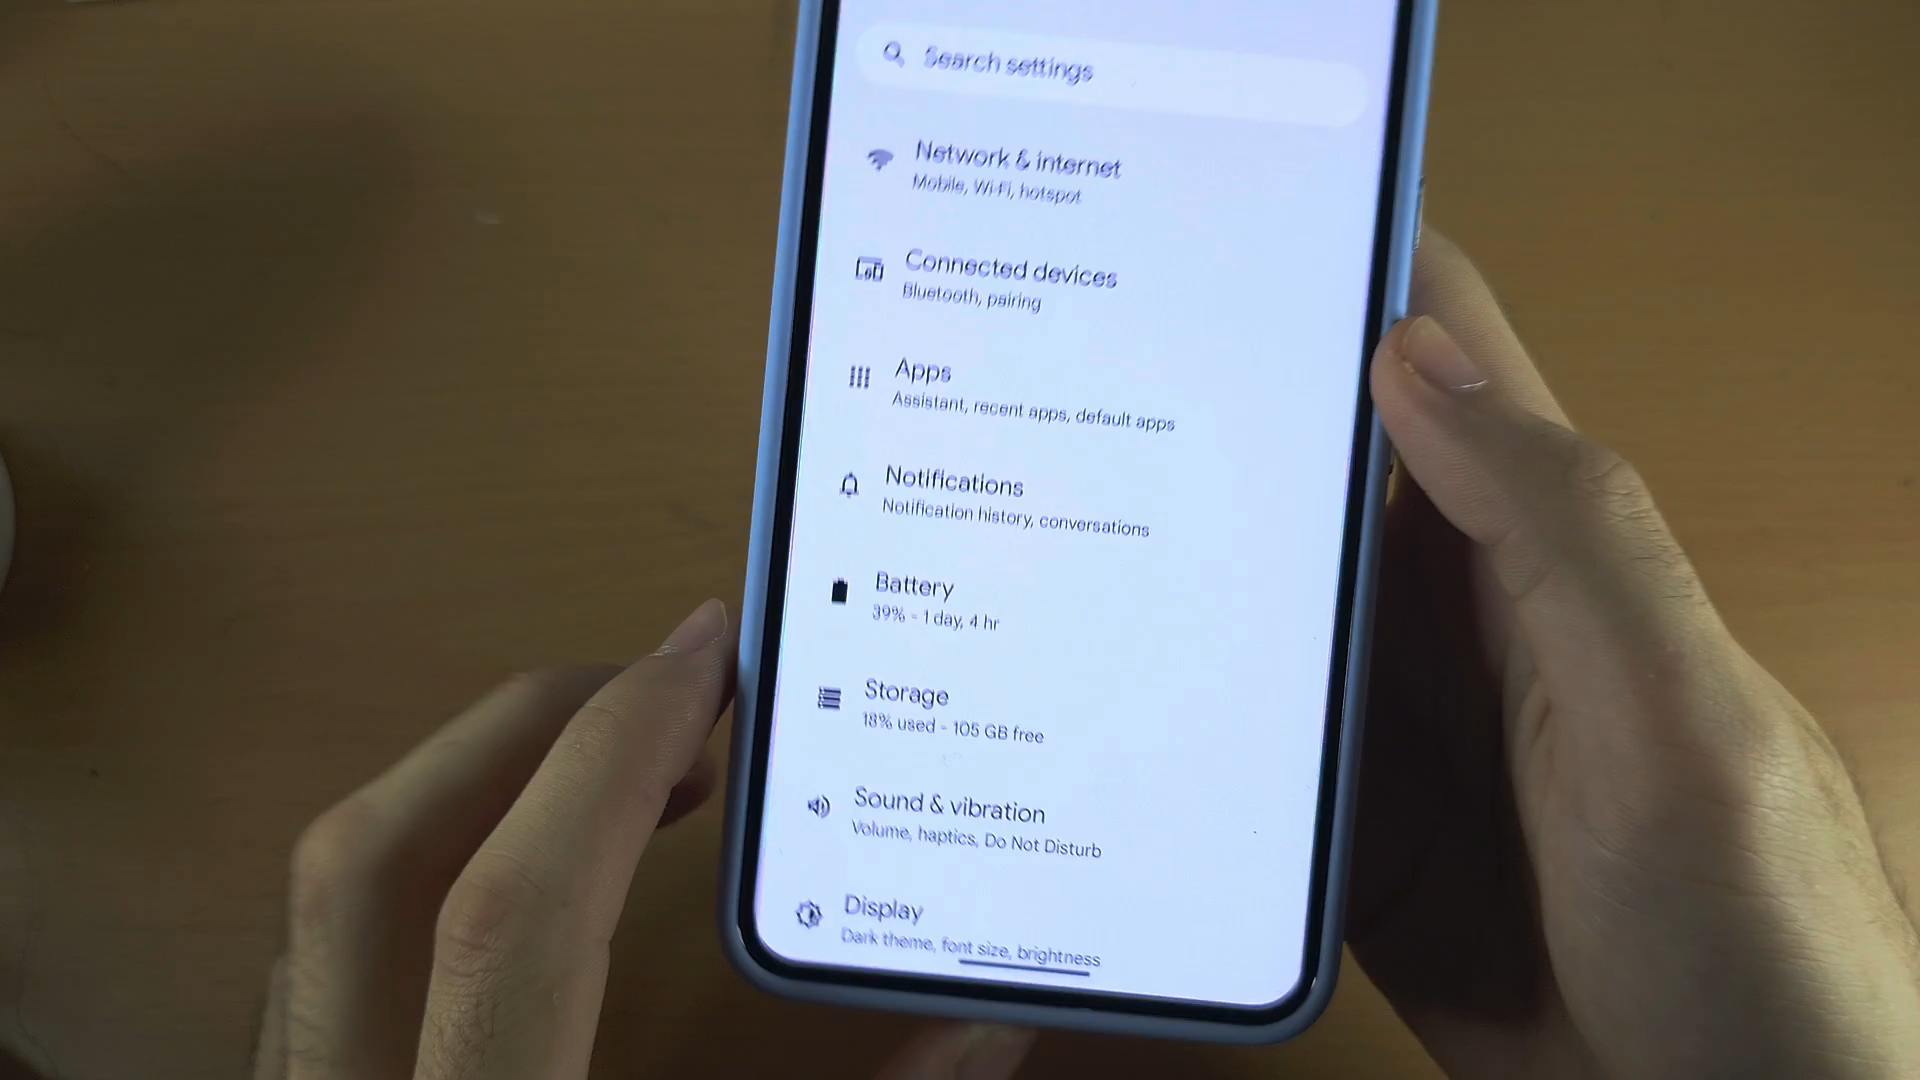 Search settings
Network & internet
Mobile, Wi-Fi, hotspot
Connected devices
Bluetooth, pairing
Apps
Assistant, recent apps, default apps
Notifications
Notification history, conversations
Battery
39% - 1 day, 4 hr
Storage
18% used - 105 GB free
Sound & vibration
Volume, haptics, Do Not Disturb
Display
Dark theme, font size, brightness